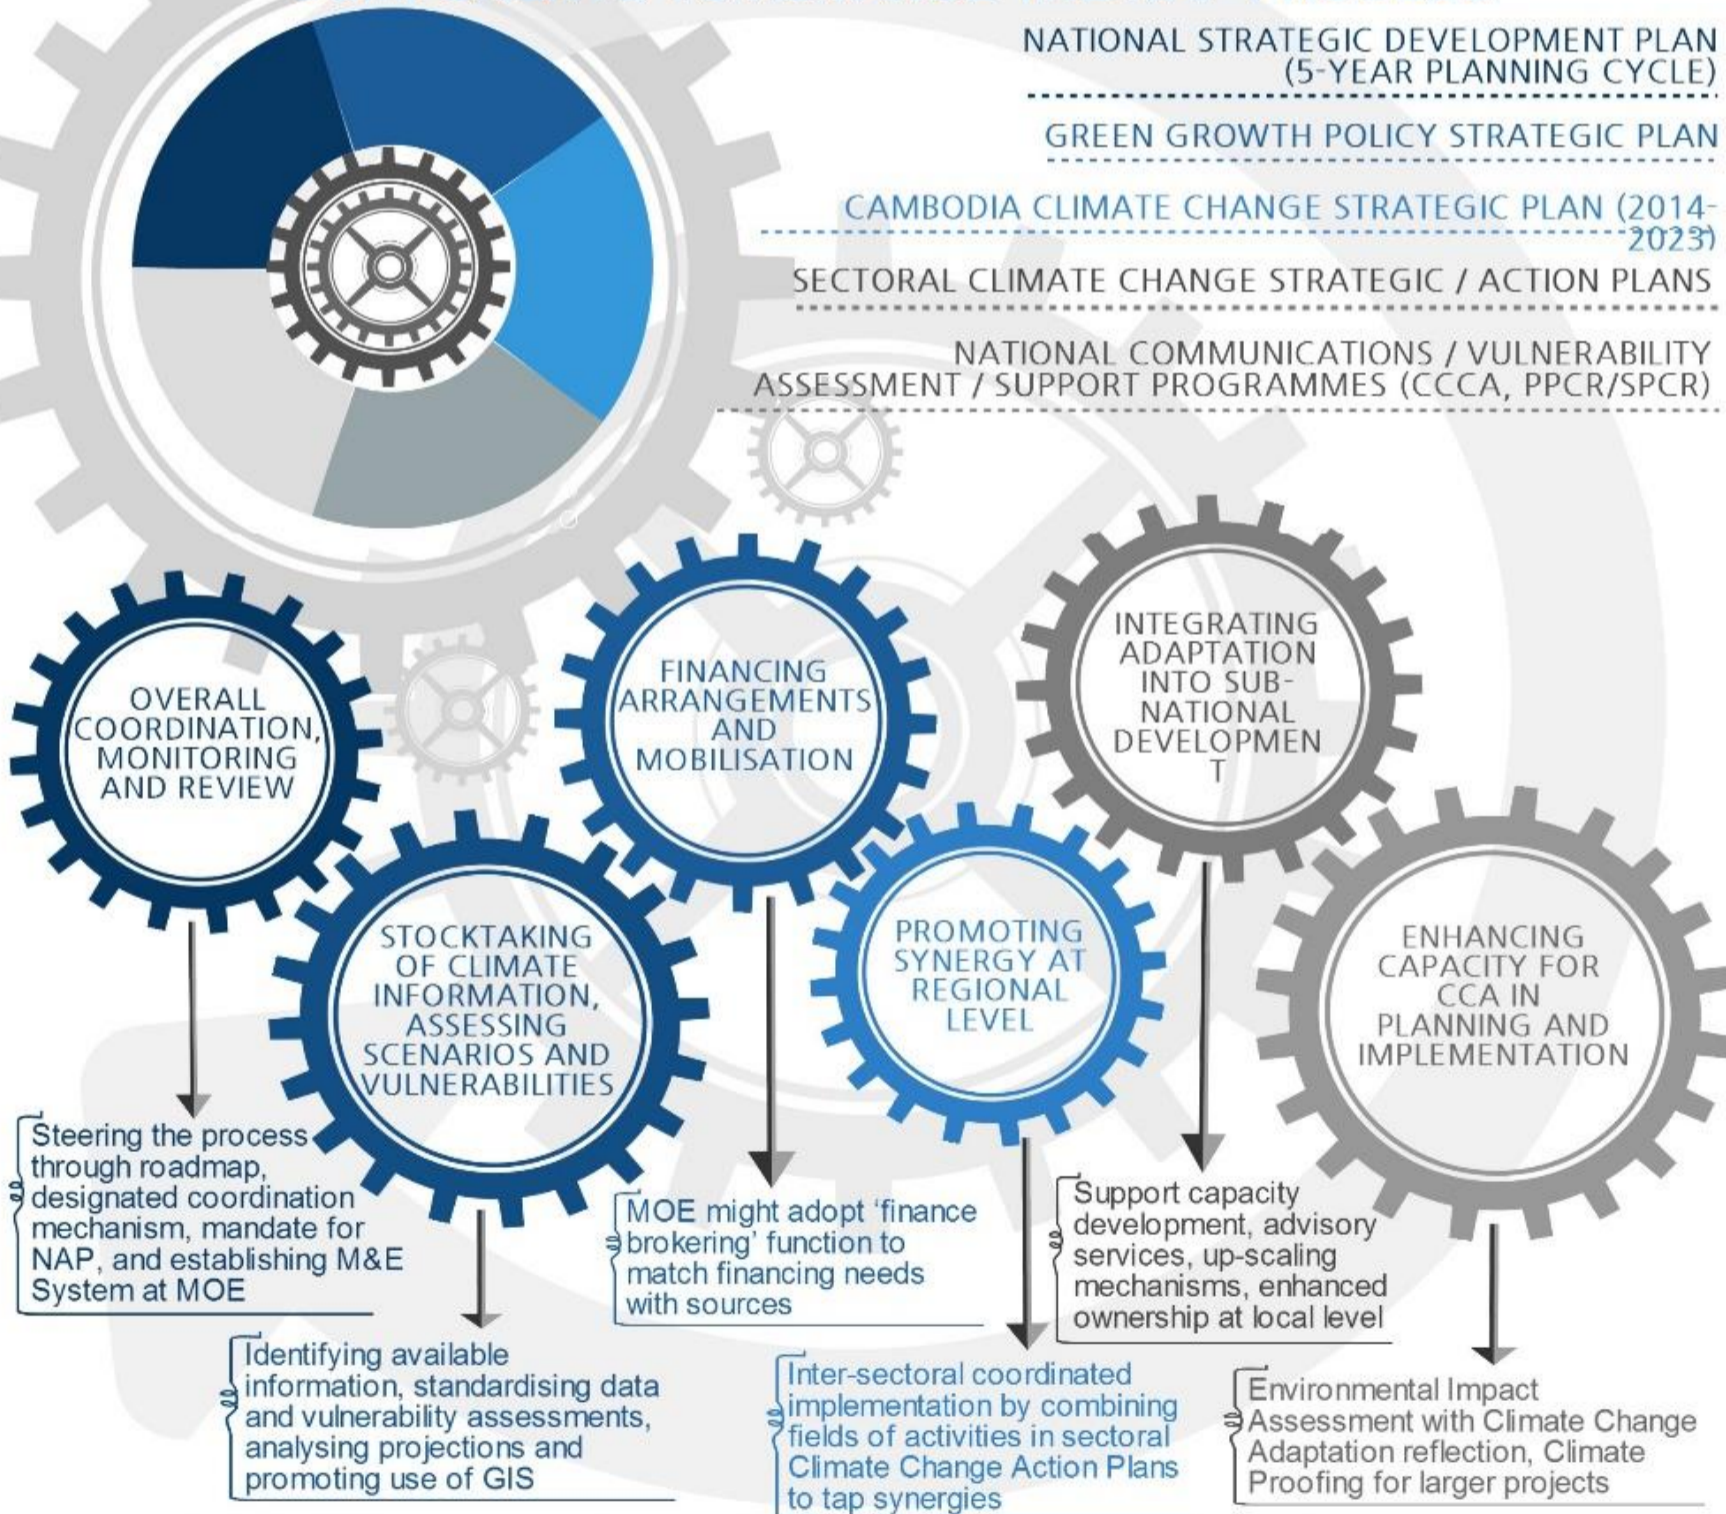 NATIONAL STRATEGIC DEVELOPMENT PLAN
(5-YEAR PLANNING CYCLE)
GREEN GROWTH POLICY STRATEGIC PLAN
CAMBODIA CLIMATE CHANGE STRATEGIC PLAN (2014-
2023)
SECTORAL CLIMATE CHANGE STRATEGIC / ACTION PLANS
NATIONAL COMMUNICATIONS / VULNERABILITY
ASSESSMENT / SUPPORT PROGRAMMES (CCCA, PPCR/SPCR)
OVERALL
COORDINATION,
MONITORING
AND REVIEW
STOCKTAKING
OF CLIMATE
INFORMATION,
ASSESSING
SCENARIOS AND
VULNERABILITIES
FINANCING
ARRANGEMENTS
AND
MOBILISATION
PROMOTING
SYNERGY AT
REGIONAL
LEVEL
INTEGRATING
ADAPTATION
INTO SUB-
NATIONAL
DEVELOPMEN
T
ENHANCING
CAPACITY FOR
CCA IN
PLANNING AND
IMPLEMENTATION
Steering the process
through roadmap,
designated coordination
mechanism, mandate for
NAP, and establishing M&E
System at MOE
Identifying available
information, standardising data
and vulnerability assessments,
analysing projections and
promoting use of GIS
MOE might adopt ‘finance
brokering’ function to
match financing needs
with sources
Inter-sectoral coordinated
implementation by combining
fields of activities in sectoral
Climate Change Action Plans
to tap synergies
Support capacity
development, advisory
services, up-scaling
mechanisms, enhanced
ownership at local level
Environmental Impact
Assessment with Climate Change
Adaptation reflection, Climate
Proofing for larger projects